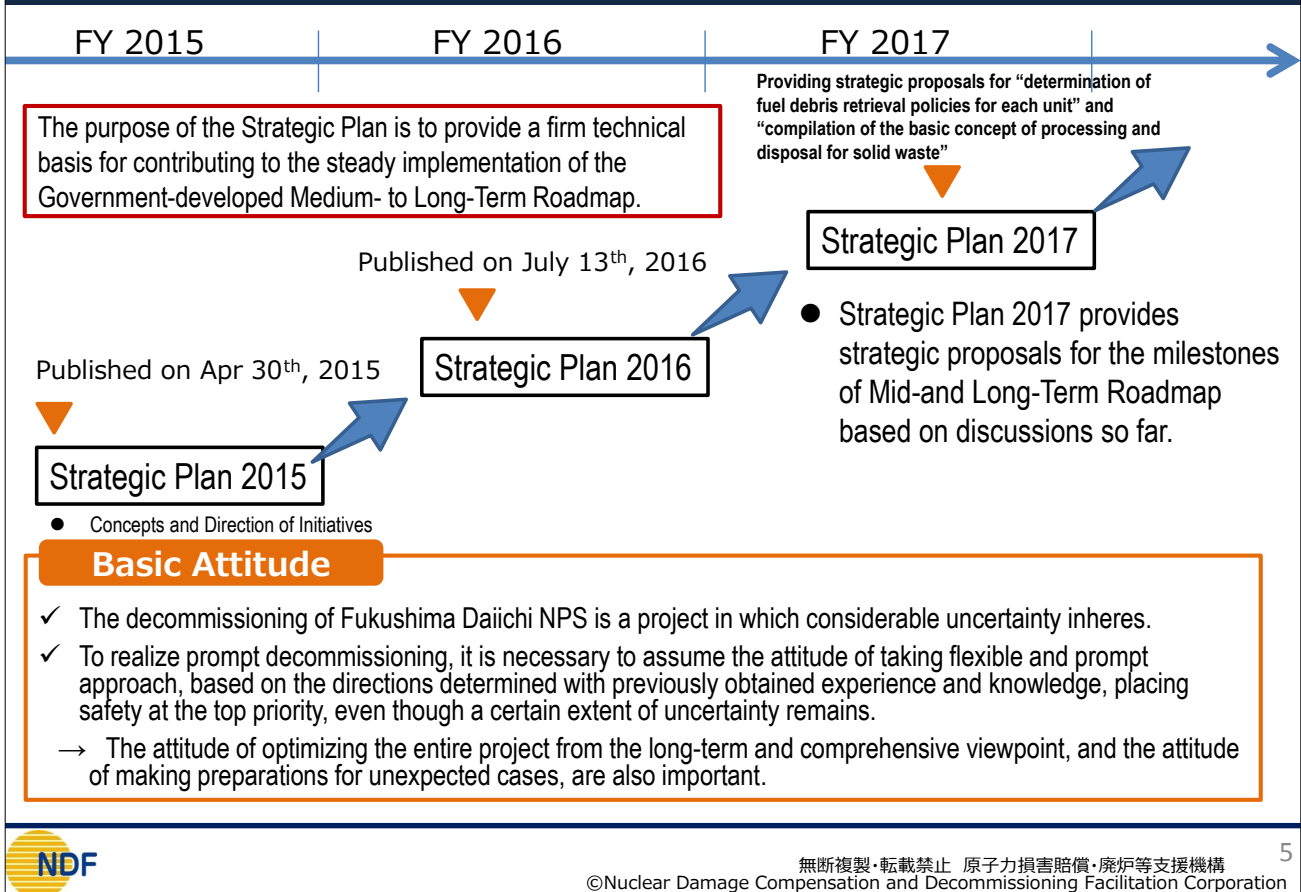 FY 2015
FY 2016
FY 2017
Providing strategic proposals for “determination of
fuel debris retrieval policies for each unit” and
“compilation of the basic concept of processing and
disposal for solid waste”
The purpose of the Strategic Plan is to provide a firm technical
basis for contributing to the steady implementation of the
Government-developed Medium- to Long-Term Roadmap.
Strategic Plan 2017
Published on July 13th, 2016
● Strategic Plan 2017 provides
strategic proposals for the milestones
of Mid-and Long-Term Roadmap
based on discussions so far.
Strategic Plan 2016
Published on Apr 30th, 2015
Strategic Plan 2015
● Concepts and Direction of Initiatives
Basic Attitude
✓ The decommissioning of Fukushima Daiichi NPS is a project in which considerable uncertainty inheres.
✓ To realize prompt decommissioning, it is necessary to assume the attitude of taking flexible and prompt
approach, based on the directions determined with previously obtained experience and knowledge, placing
safety at the top priority, even though a certain extent of uncertainty remains.
→ The attitude of optimizing the entire project from the long-term and comprehensive viewpoint, and the attitude
of making preparations for unexpected cases, are also important.
NDF
無断複製・転載禁止 原子力損害賠償・廃炉等支援機構
©Nuclear Damage Compensation and Decommissioning Facilitation Corporation
5